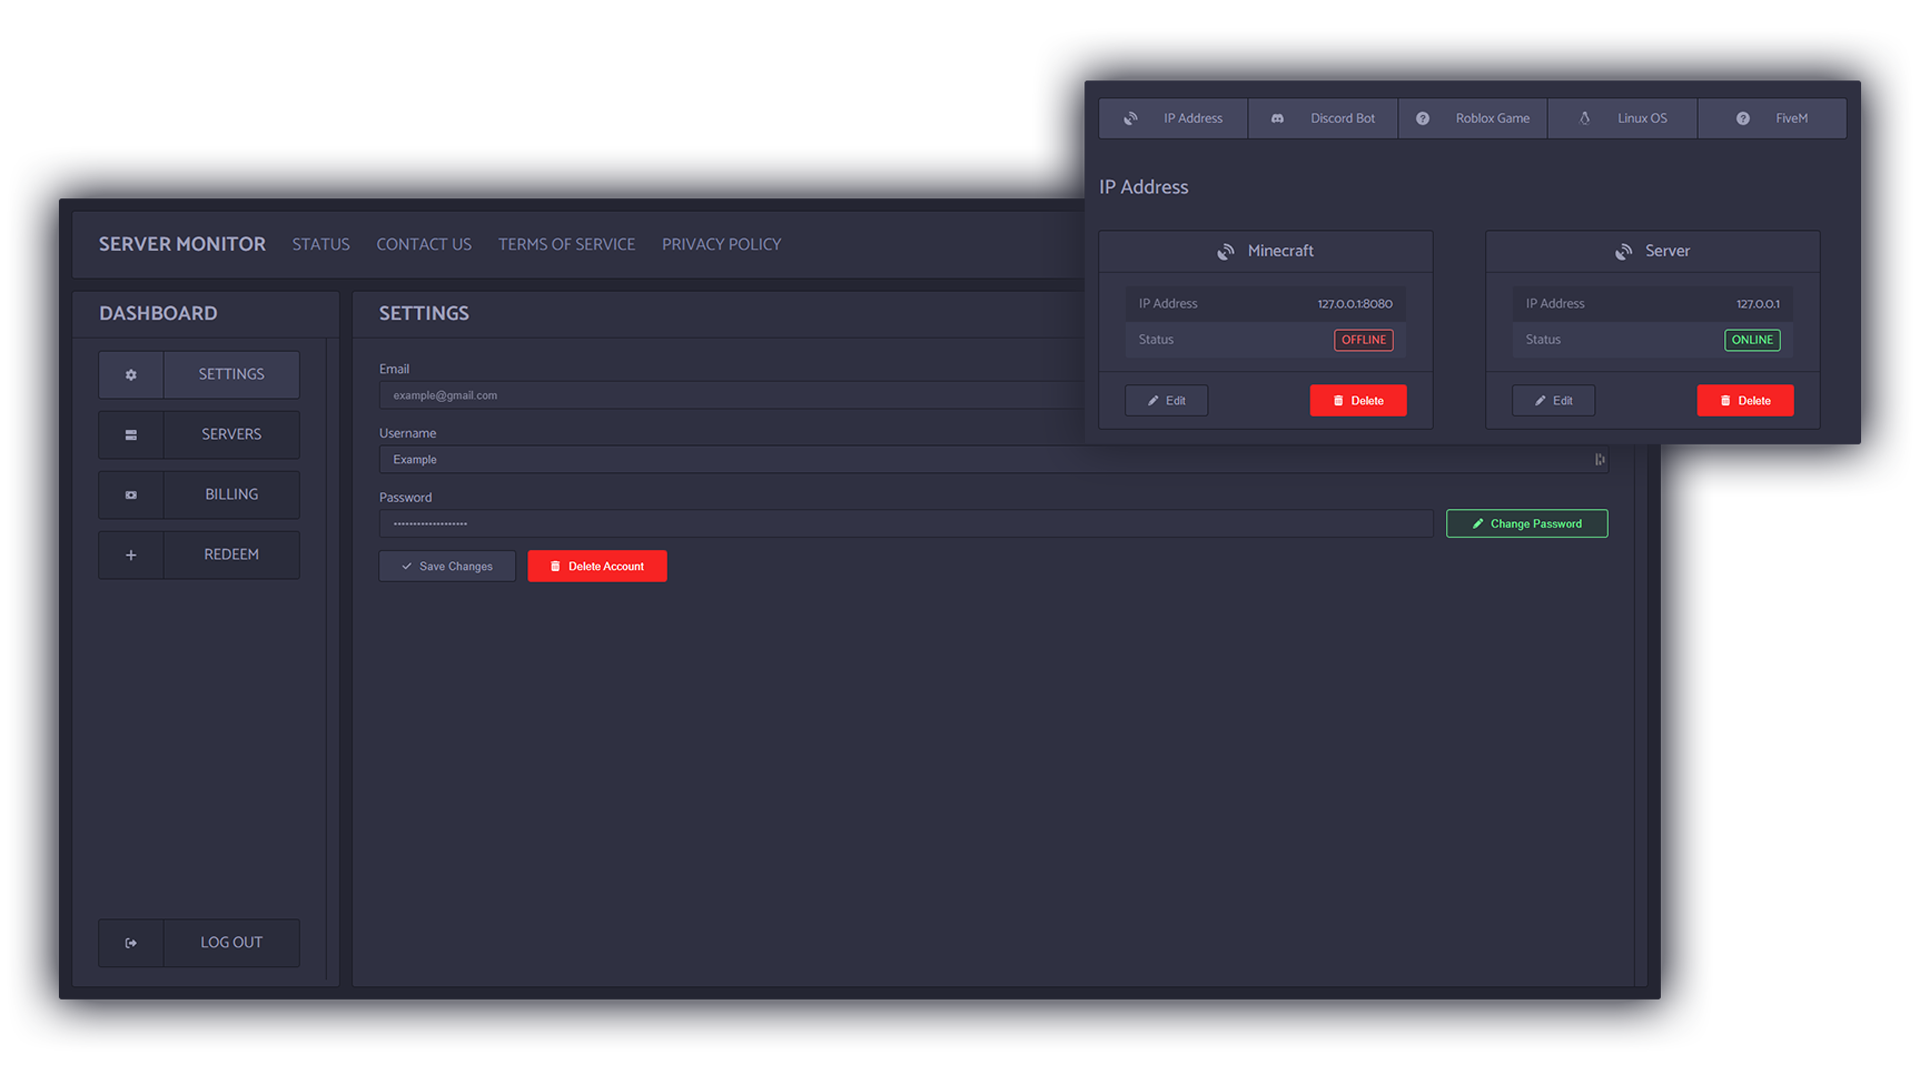 IP Address Discord Bot Roblox Game Linux OS FiveM
IP Address
Minecraft
IP Address 127.0.0.1:8080
Status OFFLINE
Edit Delete
Server
IP Address 127.0.0.1
Status ONLINE
Edit Delete
SERVER MONITOR STATUS CONTACT US TERMS OF SERVICE PRIVACY POLICY
DASHBOARD
SETTINGS
SERVERS
BILLING
REDEEM
LOG OUT
SETTINGS
Email
example@gmail.com
Username
Example
Password
Change Password
Save Changes Delete Account